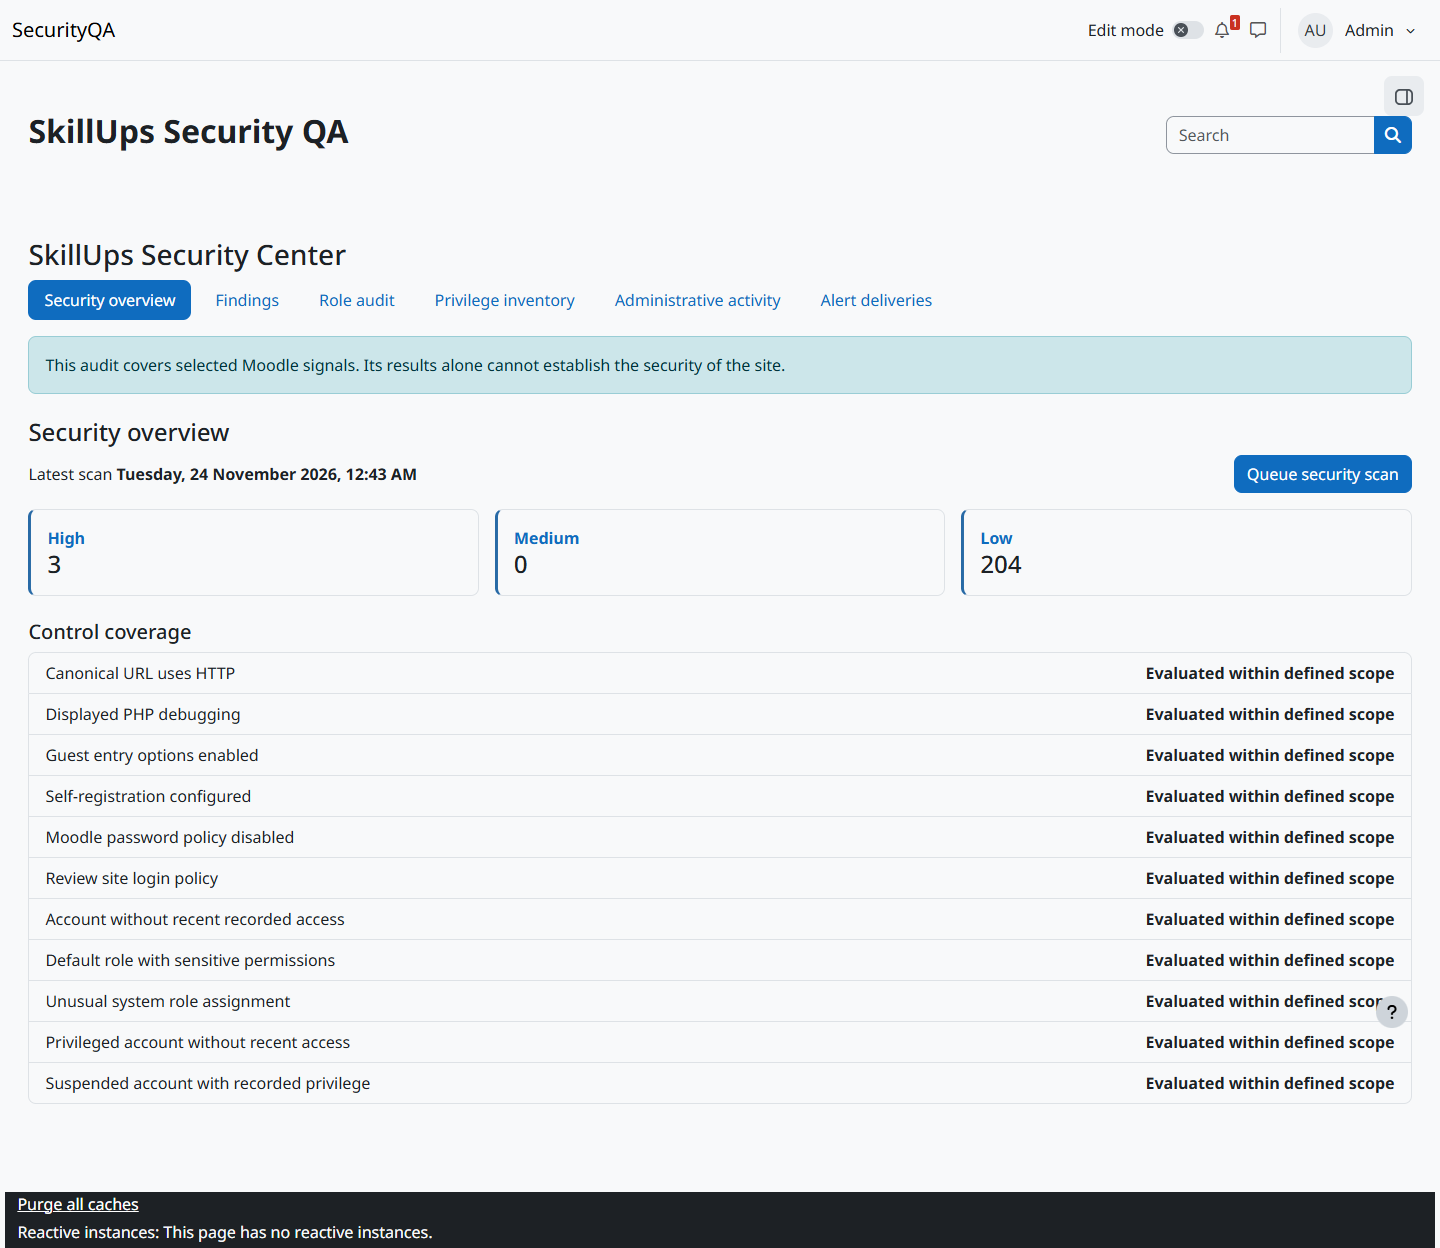 SecurityQA
Edit mode
1
AU
Admin
SkillUps Security QA
Search
SkillUps Security Center
Security overview
Findings
Role audit
Privilege inventory
Administrative activity
Alert deliveries
This audit covers selected Moodle signals. Its results alone cannot establish the security of the site.
Security overview
Latest scan Tuesday, 24 November 2026, 12:43 AM
Queue security scan
High
3
Medium
0
Low
204
Control coverage
Canonical URL uses HTTP
Evaluated within defined scope
Displayed PHP debugging
Evaluated within defined scope
Guest entry options enabled
Evaluated within defined scope
Self-registration configured
Evaluated within defined scope
Moodle password policy disabled
Evaluated within defined scope
Review site login policy
Evaluated within defined scope
Account without recent recorded access
Evaluated within defined scope
Default role with sensitive permissions
Evaluated within defined scope
Unusual system role assignment
Evaluated within defined scope
?
Privileged account without recent access
Evaluated within defined scope
Suspended account with recorded privilege
Evaluated within defined scope
Purge all caches
Reactive instances: This page has no reactive instances.